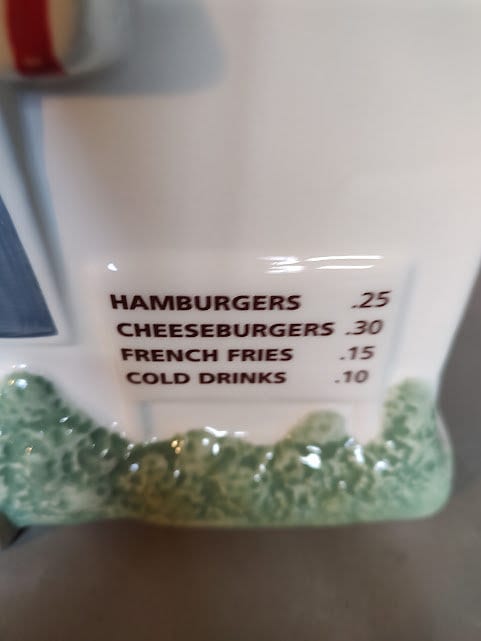 HAMBURGERS .25
CHEESEBURGERS .30
FRENCH FRIES .15
COLD DRINKS .10